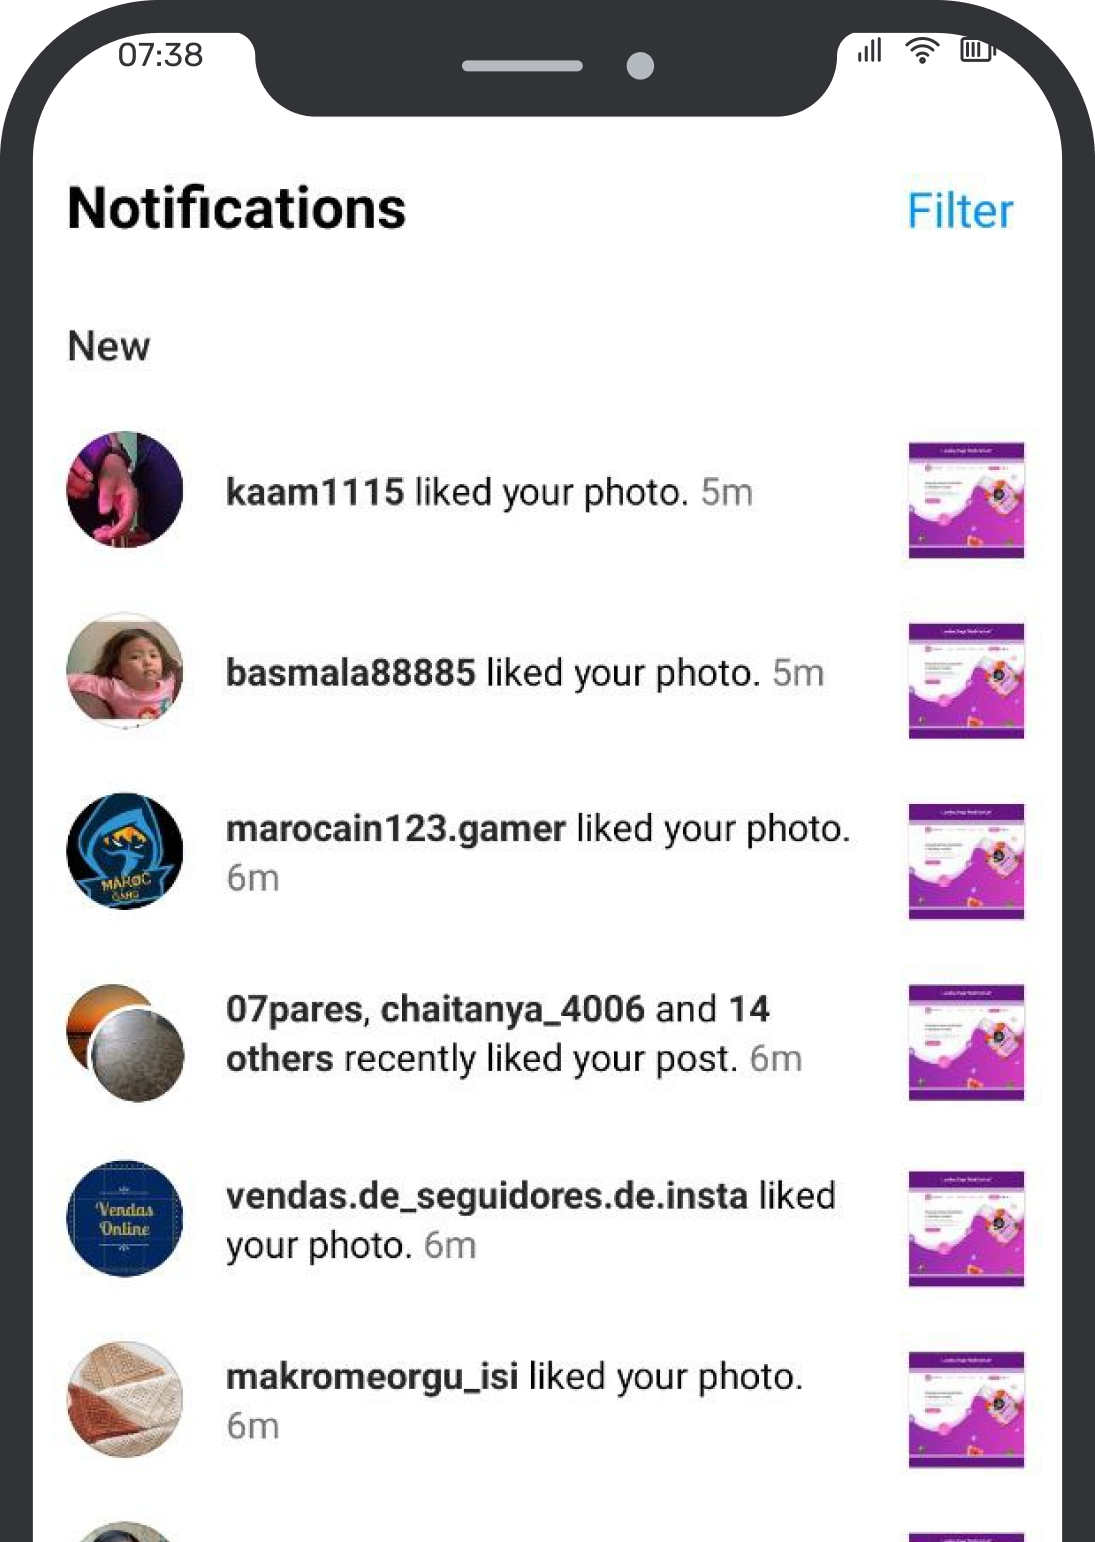 07:38
Notifications
Filter
New
kaam1115 liked your photo. 5m
basmala88885 liked your photo. 5m
MAROC
GANG
marocain123.gamer liked your photo.
6m
07pares, chaitanya_4006 and 14
others recently liked your post. 6m
Vendas
Online
vendas.de_seguidores.de.insta liked
your photo. 6m
makromeorgu_isi liked your photo.
6m